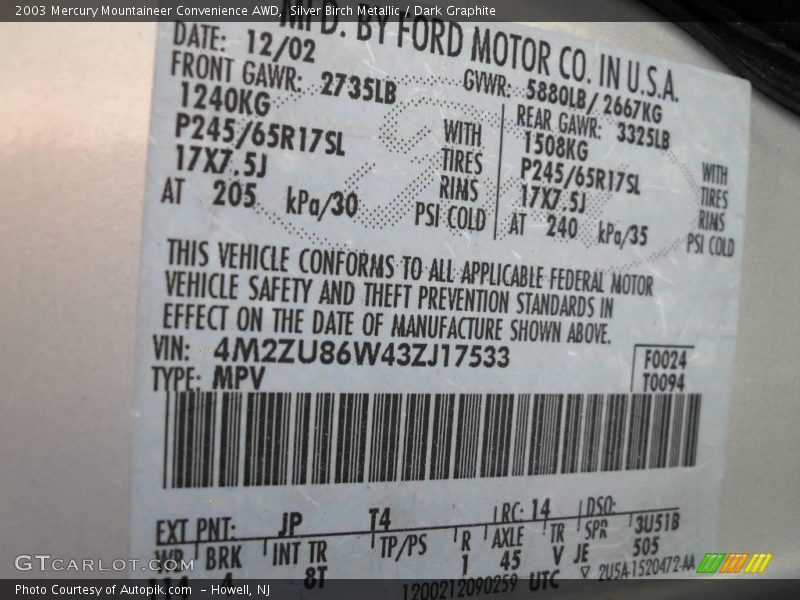 2003 Mercury Mountaineer Convenience AWD, Silver Birch Metallic / Dark Graphite
MFD. BY FORD MOTOR CO. IN U.S.A.
DATE: 12/02 GVWR: 5880LB/ 2667KG
FRONT GAWR: 2735LB REAR GAWR: 3325LB
1240KG WITH 1508KG WITH
P245/65R17SL TIRES P245/65R17SL TIRES
17X7.5J RIMS 17X7.5J RIMS
AT 205 kPa/30 PSI COLD AT 240 kPa/35 PSI COLD
THIS VEHICLE CONFORMS TO ALL APPLICABLE FEDERAL MOTOR
VEHICLE SAFETY AND THEFT PREVENTION STANDARDS IN
EFFECT ON THE DATE OF MANUFACTURE SHOWN ABOVE.
VIN: 4M2ZU86W43ZJ17533 F0024
TYPE: MPV T0094
EXT PNT: JP T4 RC: 14 DSO: 3U51B
WB BRK INT TR TP/PS R AXLE TR SPR 505
4 8T 1 45 V JE
1200212090259 UTC 2U5A-1520472-AA
GTCARLOT.COM
Photo Courtesy of Autopik.com - Howell, NJ